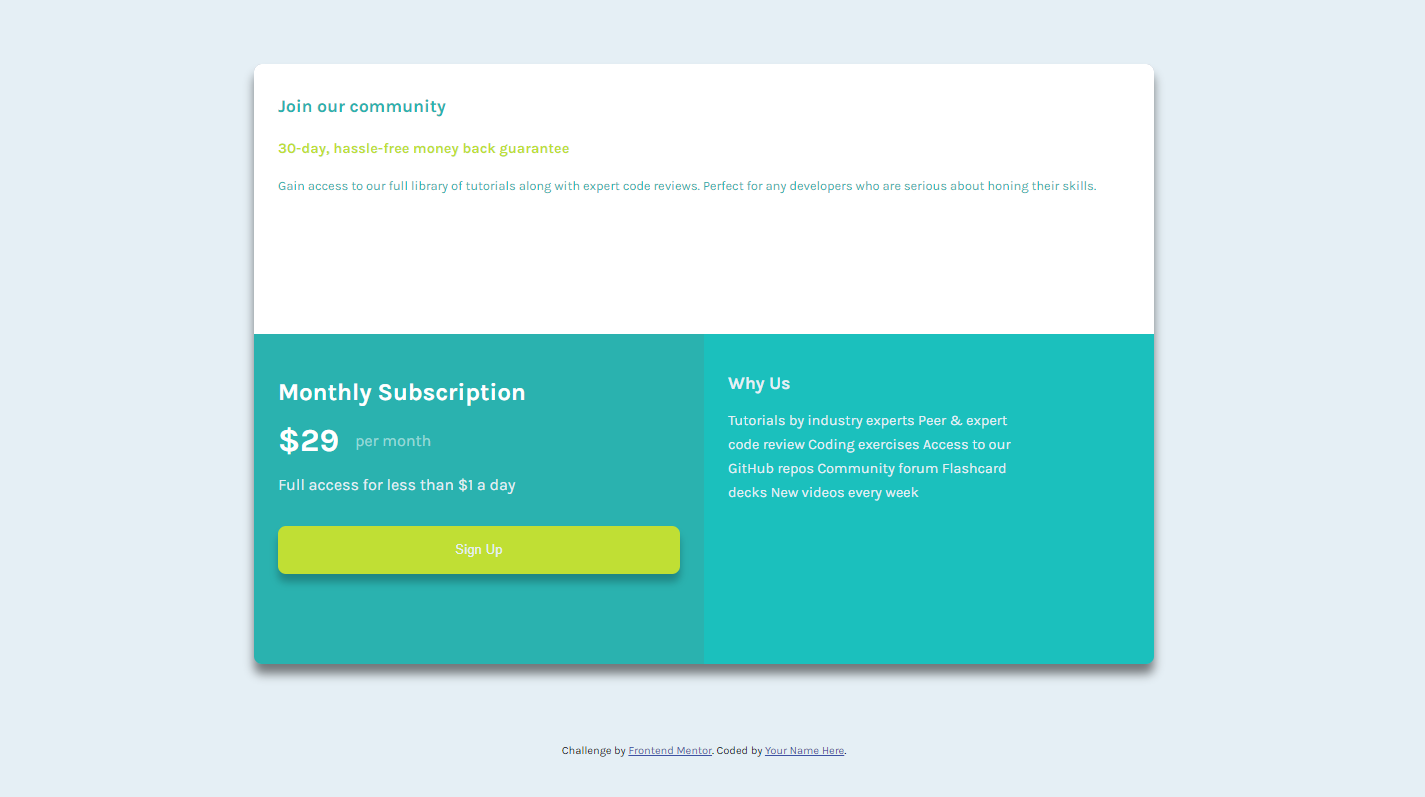 Join our community
30-day, hassle-free money back guarantee
Gain access to our full library of tutorials along with expert code reviews. Perfect for any developers who are serious about honing their skills.
Monthly Subscription
$29 per month
Full access for less than $1 a day
Sign Up
Why Us
Tutorials by industry experts Peer & expert
code review Coding exercises Access to our
GitHub repos Community forum Flashcard
decks New videos every week
Challenge by Frontend Mentor. Coded by Your Name Here.